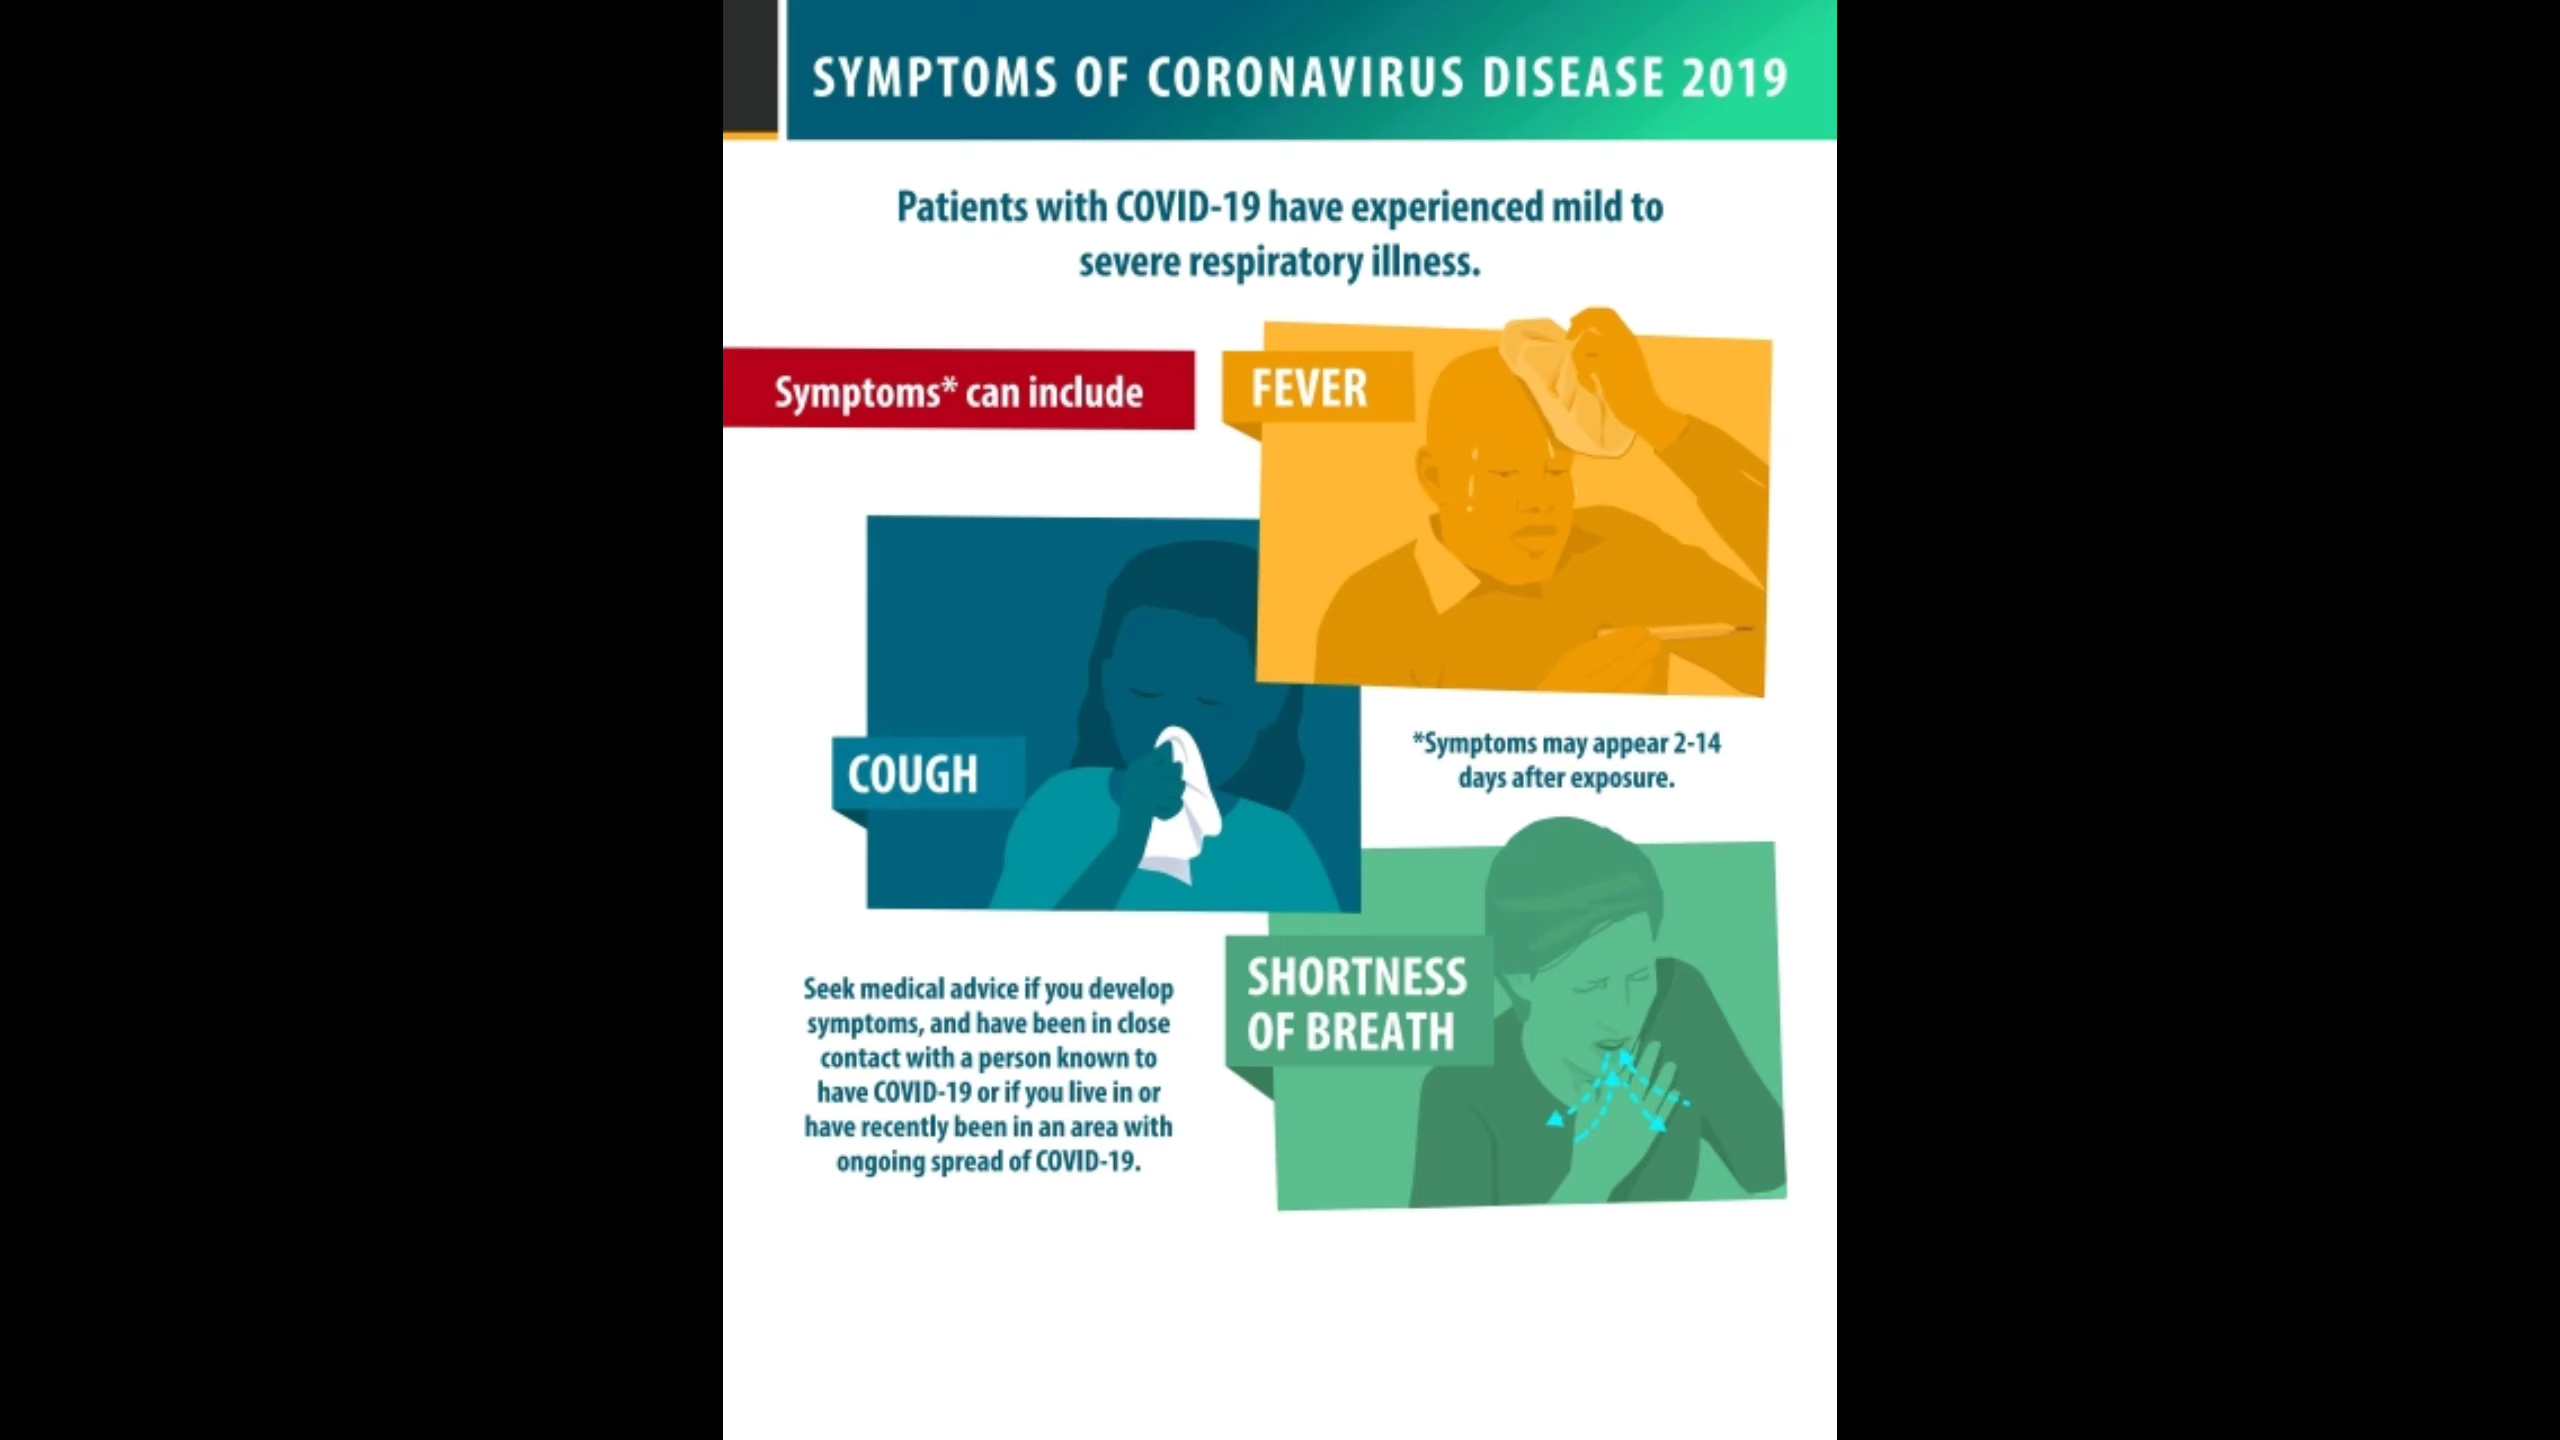 SYMPTOMS OF CORONAVIRUS DISEASE 2019
Patients with COVID-19 have experienced mild to
severe respiratory illness.
Symptoms* can include
FEVER
COUGH
*Symptoms may appear 2-14
days after exposure.
SHORTNESS
OF BREATH
Seek medical advice if you develop
symptoms, and have been in close
contact with a person known to
have COVID-19 or if you live in or
have recently been in an area with
ongoing spread of COVID-19.